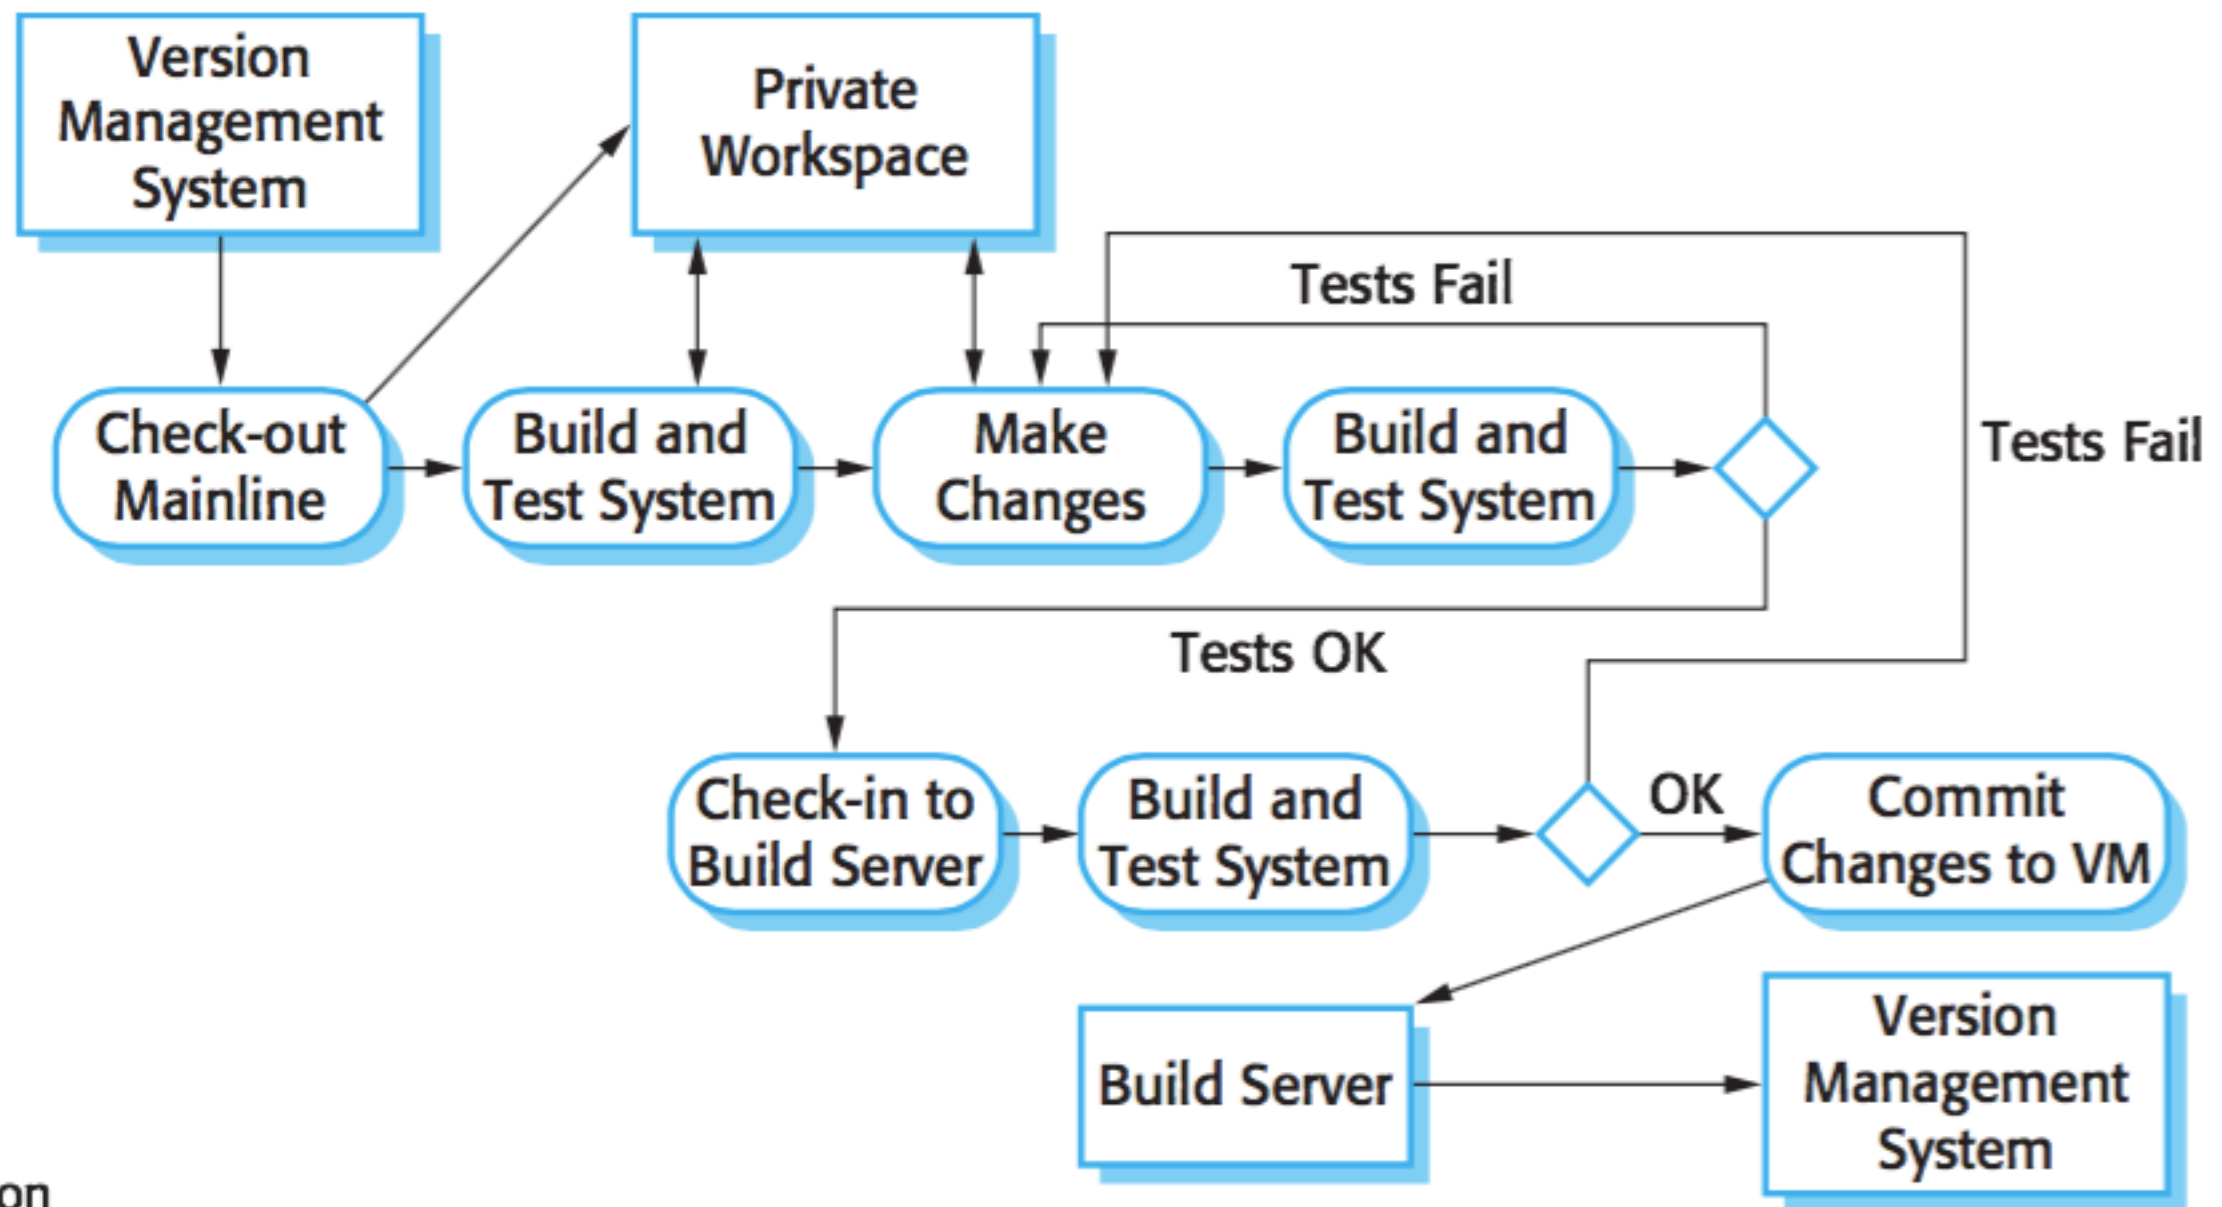 Version
Management
System
Private
Workspace
Tests Fail
Check-out
Mainline
Build and
Test System
Make
Changes
Build and
Test System
Tests Fail
Tests OK
Check-in to
Build Server
Build and
Test System
OK
Commit
Changes to VM
Build Server
Version
Management
System
on